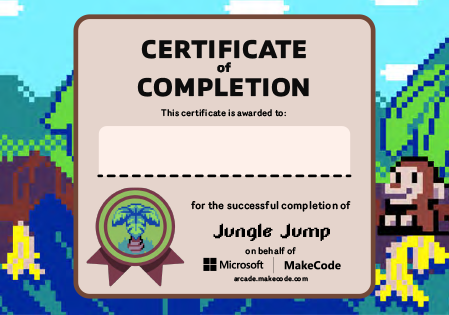 CERTIFICATE
of
COMPLETION
This certificate is awarded to:
for the successful completion of
Jungle Jump
on behalf of
Microsoft | MakeCode
arcade.makecode.com